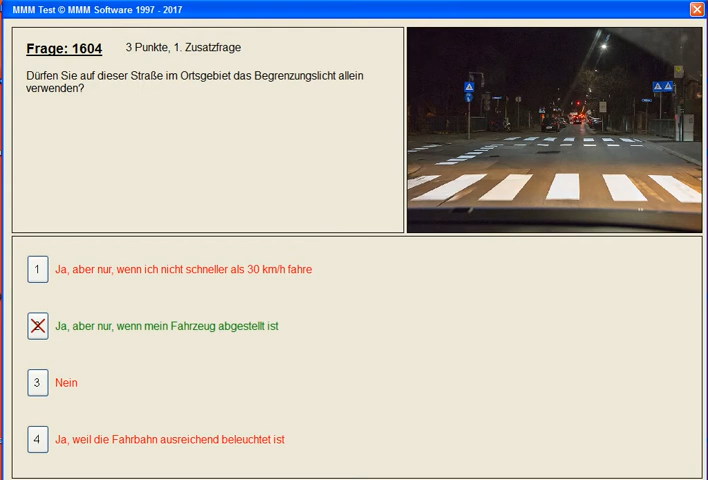 MMM Test © MMM Software 1997 - 2017
Frage: 1604 3 Punkte, 1. Zusatzfrage
Dürfen Sie auf dieser Straße im Ortsgebiet das Begrenzungslicht allein
verwenden?
1 Ja, aber nur, wenn ich nicht schneller als 30 km/h fahre
2 Ja, aber nur, wenn mein Fahrzeug abgestellt ist
3 Nein
4 Ja, weil die Fahrbahn ausreichend beleuchtet ist